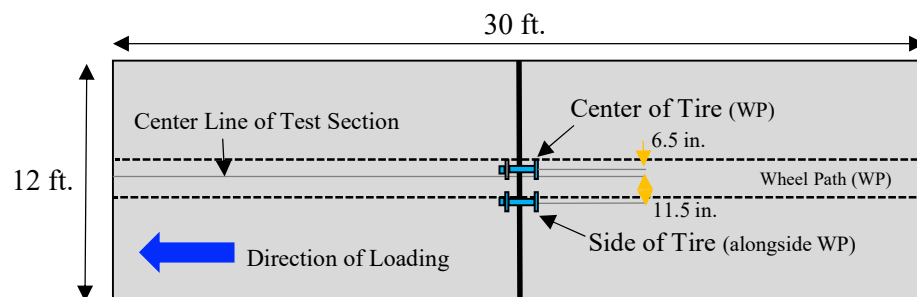 30 ft.
Center of Tire (WP)
Center Line of Test Section
6.5 in.
12 ft.
Wheel Path (WP)
11.5 in.
Side of Tire (alongside WP)
Direction of Loading